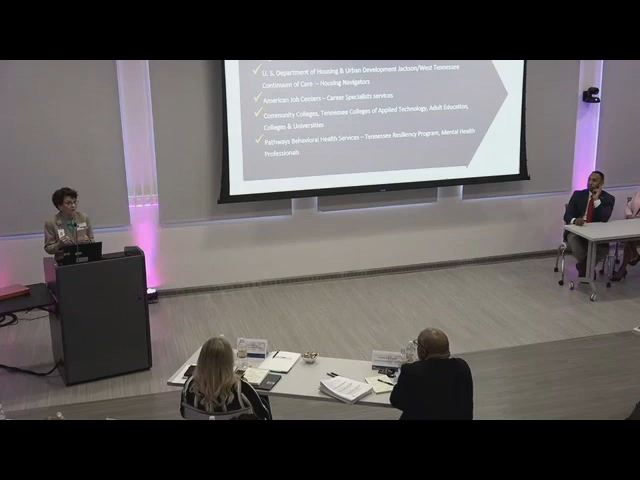 U. S. Department of Housing & Urban Development Jackson/West Tennessee
Continuum of Care – Housing Navigators
American Job Centers – Career Specialists services
Community Colleges, Tennessee Colleges of Applied Technology, Adult Education,
Colleges & Universities
Pathways Behavioral Health Services – Tennessee Resiliency Program, Mental Health
Professionals